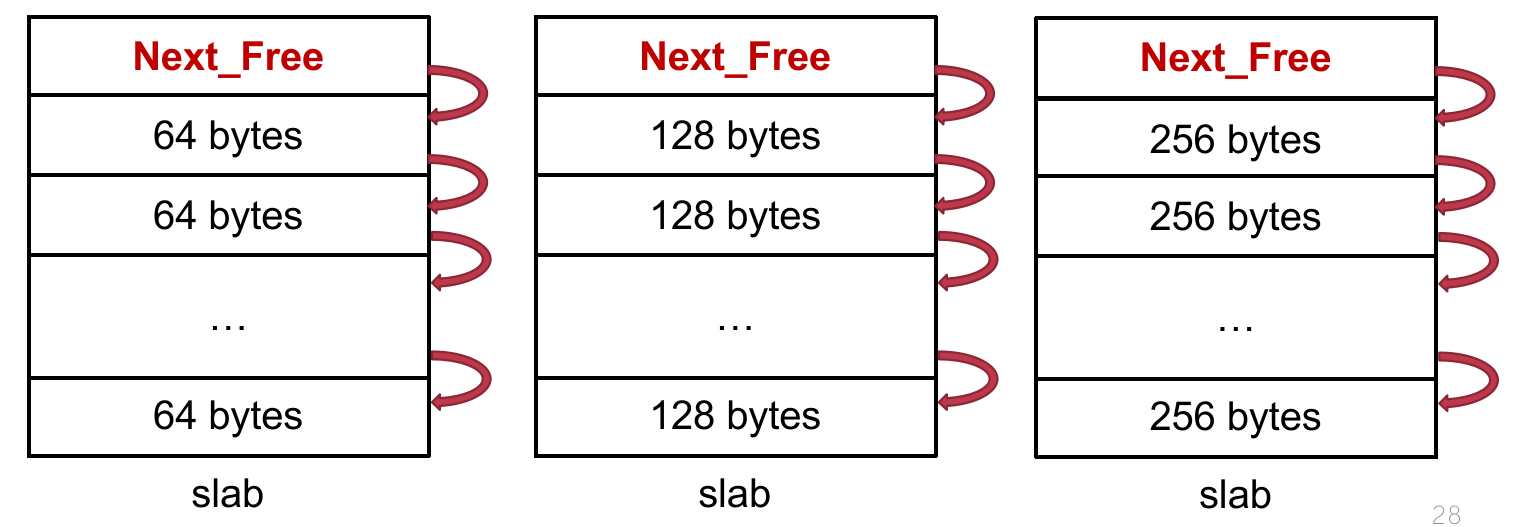 Next_Free
64 bytes
64 bytes
...
64 bytes
slab
Next_Free
128 bytes
128 bytes
...
128 bytes
slab
Next_Free
256 bytes
256 bytes
...
256 bytes
slab
28